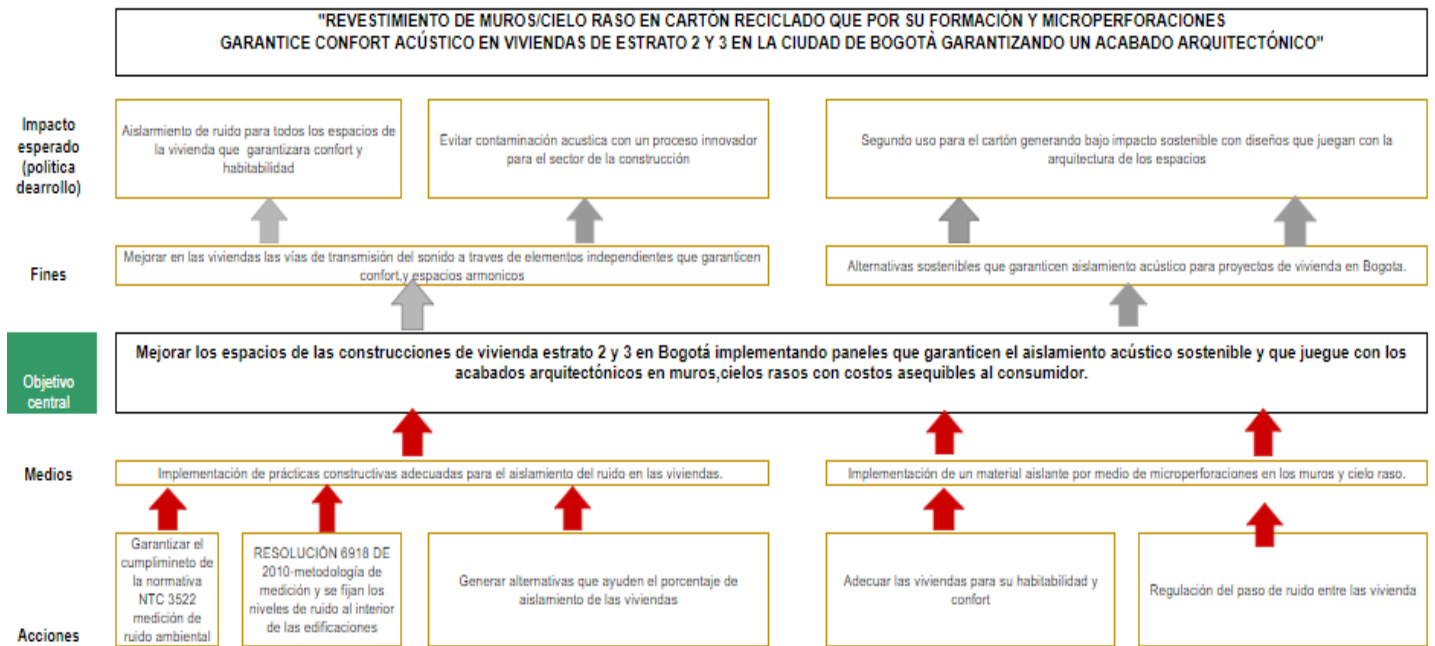 "REVESTIMIENTO DE MUROS/CIELO RASO EN CARTÓN RECICLADO QUE POR SU FORMACIÓN Y MICROPERFORACIONES
GARANTICE CONFORT ACÚSTICO EN VIVIENDAS DE ESTRATO 2 Y 3 EN LA CIUDAD DE BOGOTÀ GARANTIZANDO UN ACABADO ARQUITECTÓNICO"
Impacto
esperado
(politica
dearrollo)
Aislarmiento de ruido para todos los espacios de
la vivienda que garantizara confort y
habitabilidad
Evitar contaminación acustica con un proceso innovador
para el sector de la construcción
Segundo uso para el cartón generando bajo impacto sostenible con diseños que juegan con la
arquitectura de los espacios
Fines
Mejorar en las viviendas las vías de transmisión del sonido a traves de elementos independientes que garanticen
confort,y espacios armonicos
Alternativas sostenibles que garanticen aislamiento acústico para proyectos de vivienda en Bogota.
Objetivo
central
Mejorar los espacios de las construcciones de vivienda estrato 2 y 3 en Bogotá implementando paneles que garanticen el aislamiento acústico sostenible y que juegue con los
acabados arquitectónicos en muros,cielos rasos con costos asequibles al consumidor.
Medios
Implementación de prácticas constructivas adecuadas para el aislamiento del ruido en las viviendas.
Implementación de un material aislante por medio de microperforaciones en los muros y cielo raso.
Acciones
Garantizar el
cumplimineto de
la normativa
NTC 3522
medición de
ruido ambiental
RESOLUCIÓN 6918 DE
2010-metodología de
medición y se fijan los
niveles de ruido al interior
de las edificaciones
Generar alternativas que ayuden el porcentaje de
aislamiento de las viviendas
Adecuar las viviendas para su habitabilidad y
confort
Regulación del paso de ruido entre las vivienda